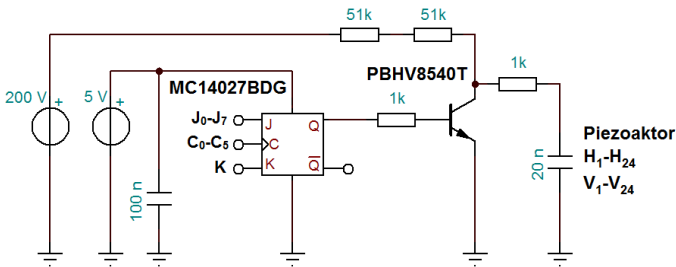 51k 51k
PBHV8540T
1k
200 V + 5 V + MC14027BDG
1k
J₀-J₇ J Q
C₀-C₅ C
K K Q̅
100 n
20 n
Piezoaktor
H₁-H₂₄
V₁-V₂₄